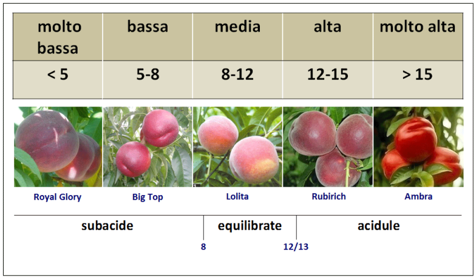 molto bassa bassa media alta molto alta
< 5 5-8 8-12 12-15 > 15
Royal Glory Big Top Lolita Rubirich Ambra
subacide equilibrate acidule
8 12/13